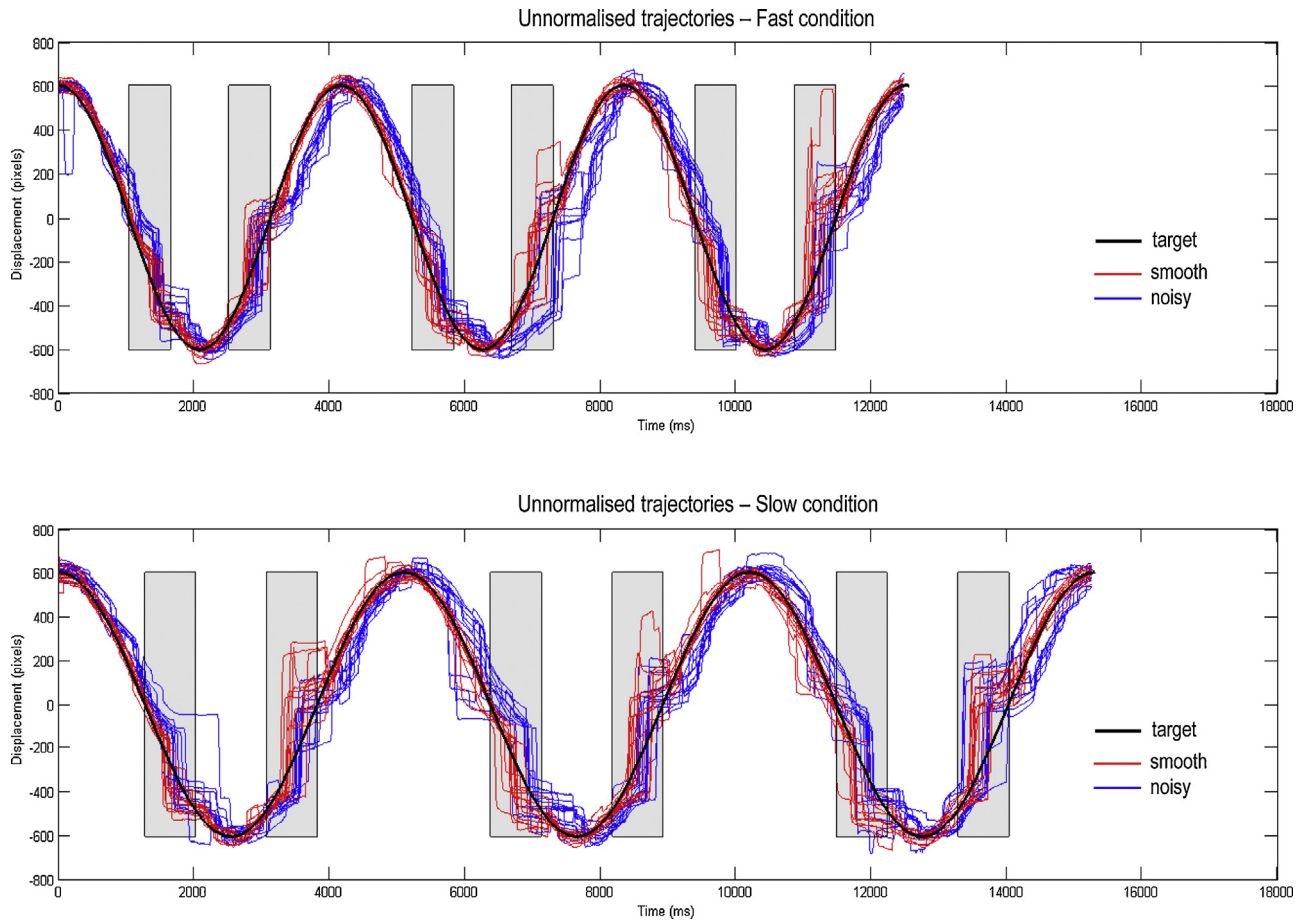 Unnormalised trajectories – Fast condition
800
600
400
200
0
-200
-400
-600
-800
Displacement (pixels)
target
smooth
noisy
0 2000 4000 6000 8000 10000 12000 14000 16000 18000
Time (ms)
Unnormalised trajectories – Slow condition
800
600
400
200
0
-200
-400
-600
-800
Displacement (pixels)
target
smooth
noisy
0 2000 4000 6000 8000 10000 12000 14000 16000 18000
Time (ms)